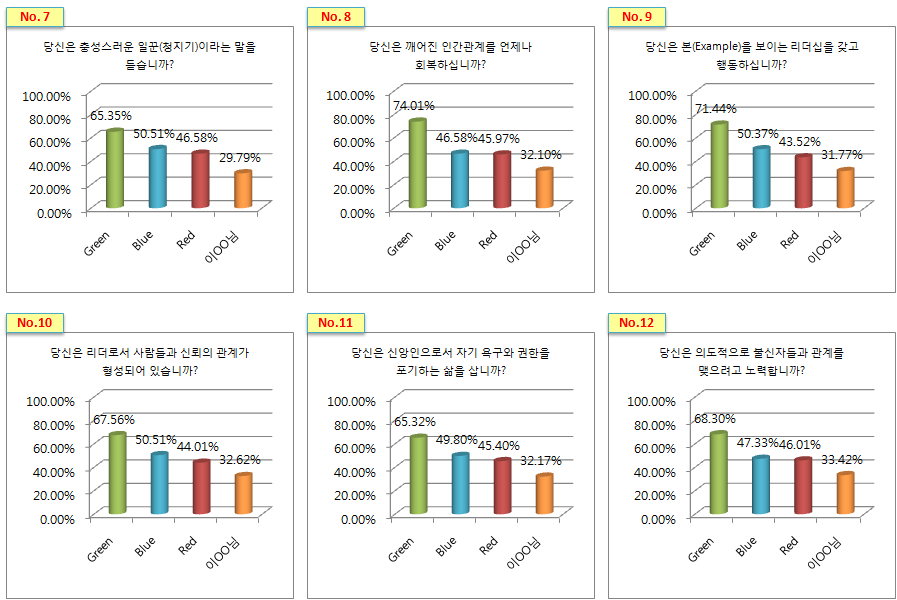 No. 7
당신은 충성스러운 일꾼(청지기)이라는 말을
듣습니까?
100.00%
80.00%
60.00%
40.00%
20.00%
0.00%
65.35%
50.51%
46.58%
29.79%
Green
Blue
Red
이OO님
No. 8
당신은 깨어진 인간관계를 언제나
회복하십니까?
100.00%
80.00%
60.00%
40.00%
20.00%
0.00%
74.01%
46.58%
45.97%
32.10%
Green
Blue
Red
이OO님
No. 9
당신은 본(Example)을 보이는 리더십을 갖고
행동하십니까?
100.00%
80.00%
60.00%
40.00%
20.00%
0.00%
71.44%
50.37%
43.52%
31.77%
Green
Blue
Red
이OO님
No.10
당신은 리더로서 사람들과 신뢰의 관계가
형성되어 있습니까?
100.00%
80.00%
60.00%
40.00%
20.00%
0.00%
67.56%
50.51%
44.01%
32.62%
Green
Blue
Red
이OO님
No.11
당신은 신앙인으로서 자기 욕구와 권한을
포기하는 삶을 삽니까?
100.00%
80.00%
60.00%
40.00%
20.00%
0.00%
65.32%
49.80%
45.40%
32.17%
Green
Blue
Red
이OO님
No.12
당신은 의도적으로 불신자들과 관계를
맺으려고 노력합니까?
100.00%
80.00%
60.00%
40.00%
20.00%
0.00%
68.30%
47.33%
46.01%
33.42%
Green
Blue
Red
이OO님